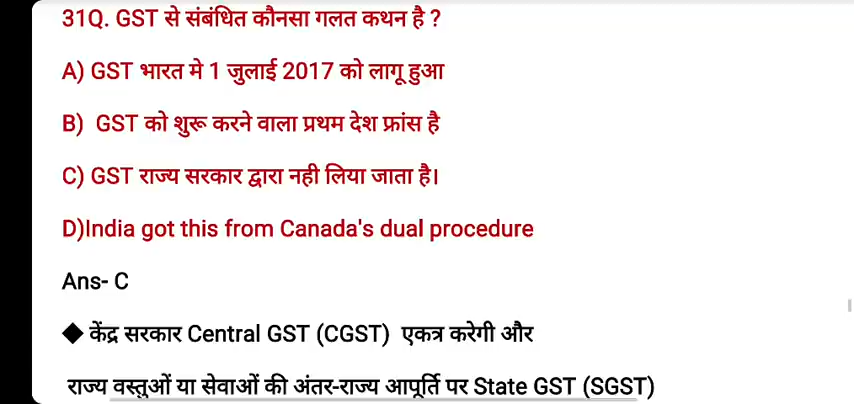 31Q. GST से संबंधित कौनसा गलत कथन है ?
A) GST भारत मे 1 जुलाई 2017 को लागू हुआ
B) GST को शुरू करने वाला प्रथम देश फ्रांस है
C) GST राज्य सरकार द्वारा नही लिया जाता है।
D)India got this from Canada's dual procedure
Ans- C
◆ केंद्र सरकार Central GST (CGST) एकत्र करेगी और
राज्य वस्तुओं या सेवाओं की अंतर-राज्य आपूर्ति पर State GST (SGST)